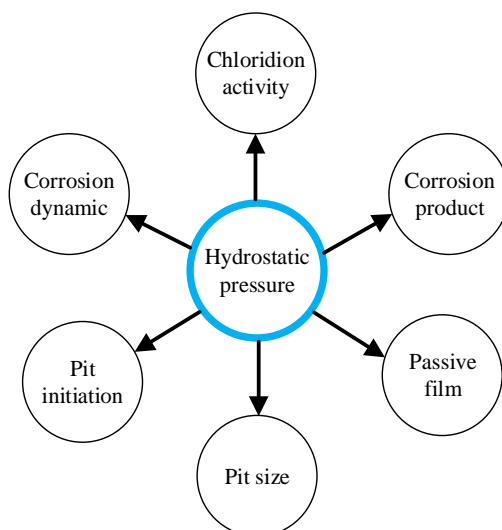 Chloridion
activity
Corrosion
dynamic
Corrosion
product
Hydrostatic
pressure
Pit
initiation
Passive
film
Pit size